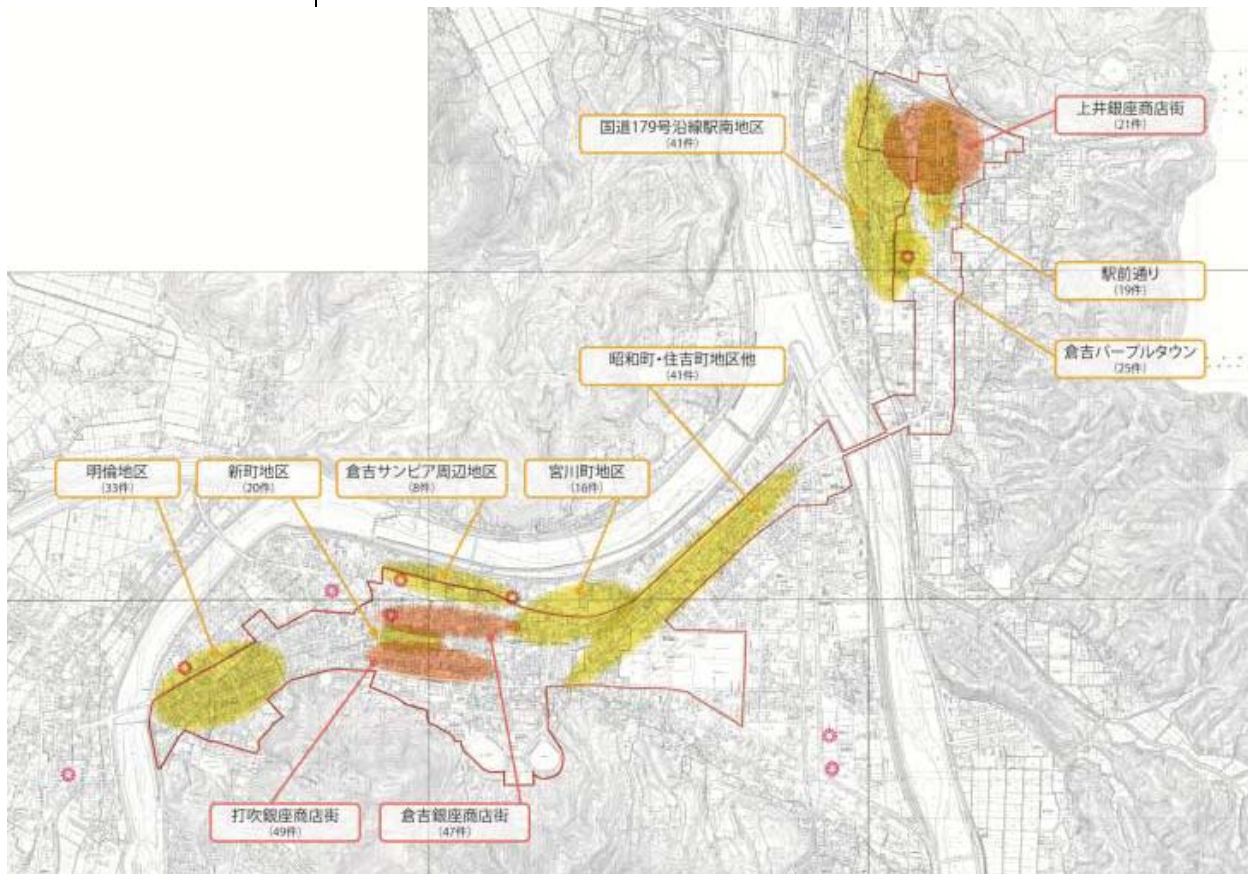 上井銀座商店街
(21件)
国道179号沿線駅南地区
(41件)
駅前通り
(19件)
倉吉パープルタウン
(25件)
昭和町・住吉町地区他
(41件)
明倫地区
(33件)
新町地区
(20件)
倉吉サンピア周辺地区
(8件)
宮川町地区
(16件)
打吹銀座商店街
(49件)
倉吉銀座商店街
(47件)